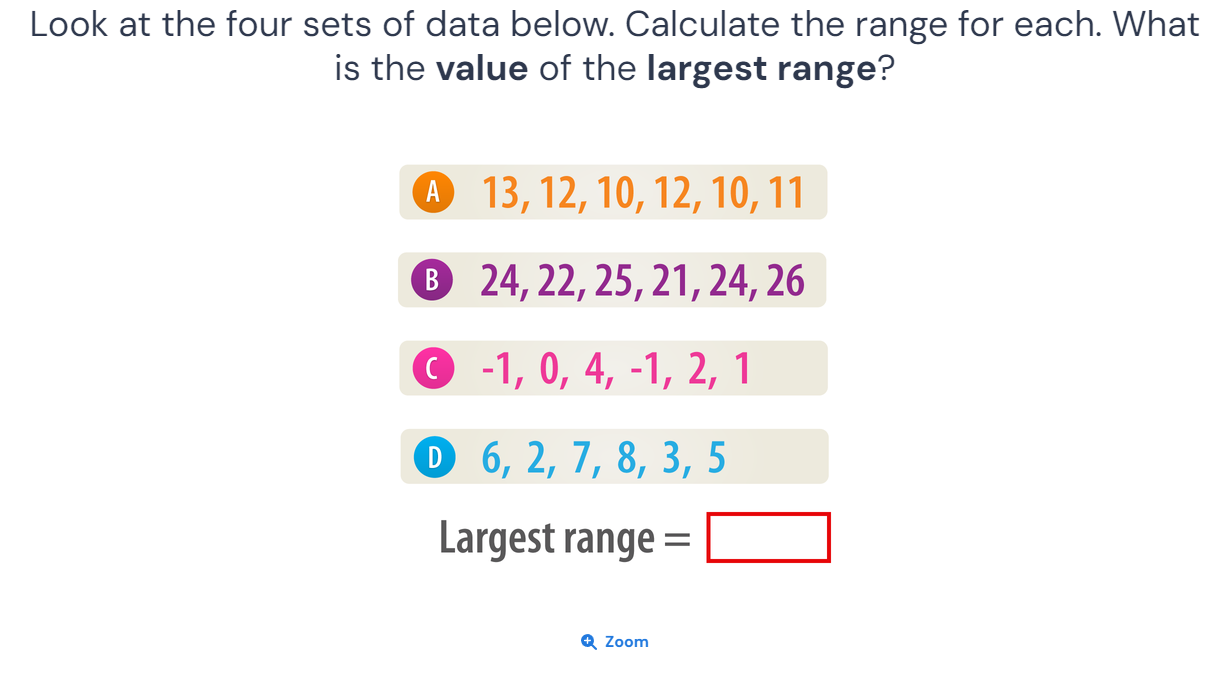 Look at the four sets of data below. Calculate the range for each. What
is the value of the largest range?
A 13, 12, 10, 12, 10, 11
B 24, 22, 25, 21, 24, 26
C -1, 0, 4, -1, 2, 1
D 6, 2, 7, 8, 3, 5
Largest range =
Zoom